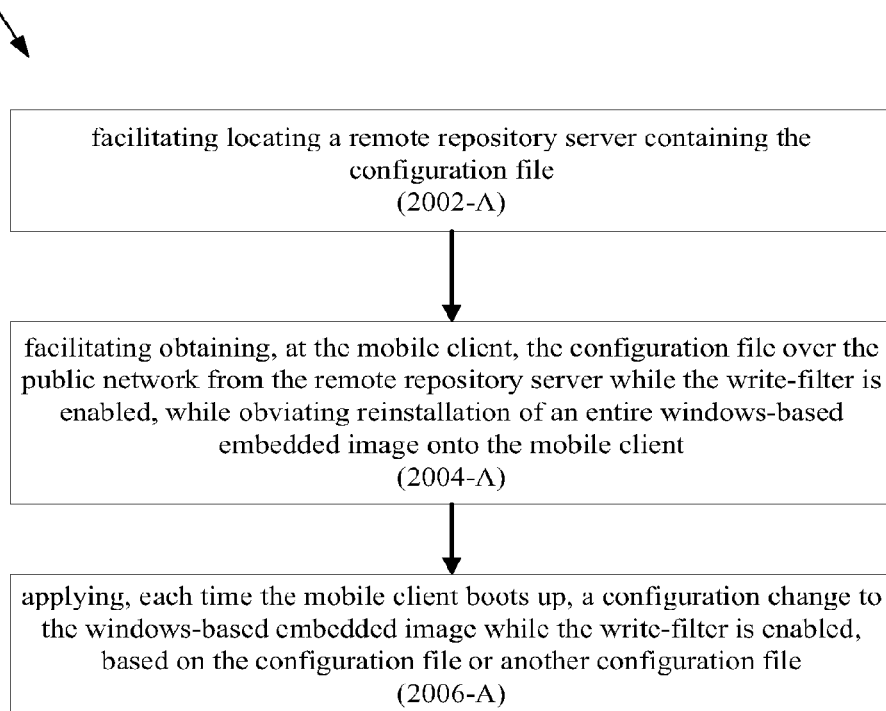 facilitating locating a remote repository server containing the
configuration file
(2002-A)
facilitating obtaining, at the mobile client, the configuration file over the
public network from the remote repository server while the write-filter is
enabled, while obviating reinstallation of an entire windows-based
embedded image onto the mobile client
(2004-A)
applying, each time the mobile client boots up, a configuration change to
the windows-based embedded image while the write-filter is enabled,
based on the configuration file or another configuration file
(2006-A)